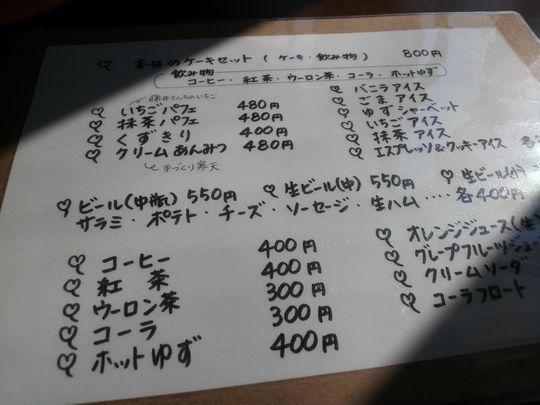 本日のケーキセット (ケーキ・飲み物) 800円
飲み物
コーヒー・紅茶・ウーロン茶・コーラ・ホットゆず
いちごパフェ 480円
抹茶パフェ 480円
くずきり 400円
クリームあんみつ 480円
手づくり寒天
バニラアイス
ごまアイス
ゆずシャーベット
いちごアイス
抹茶アイス
エスプレッソ&クッキーアイス 各
ビール(中瓶) 550円 生ビール(中) 550円 生ビール(小)
サラミ・ポテト・チーズ・ソーセージ・生ハム‥‥各400円
コーヒー 400円
紅茶 400円
ウーロン茶 300円
コーラ 300円
ホットゆず 400円
オレンジジュース(生)
グレープフルーツジュー
クリームソーダ
コーラフロート